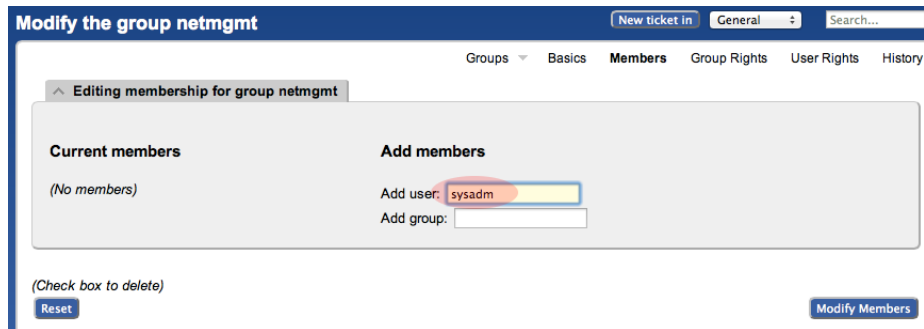 Modify the group netmgmt
New ticket in General Search...
Groups Basics Members Group Rights User Rights History
Editing membership for group netmgmt
Current members Add members
(No members) Add user: sysadm
Add group:
(Check box to delete)
Reset Modify Members